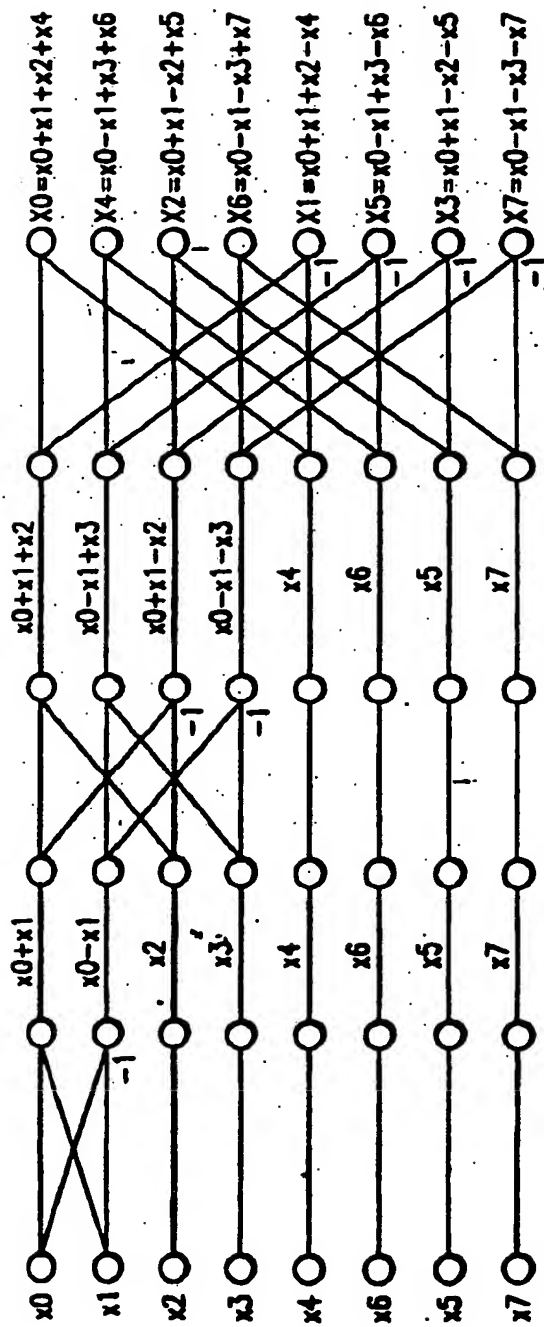 x0 x0+x1 x0+x1+x2 X0=x0+x1+x2+x4
x1 x0-x1 x0-x1+x3 X4=x0-x1+x3+x6
-1
x2 x2 x0+x1-x2 X2=x0+x1-x2+x5
-1
x3 x3 x0-x1-x3 X6=x0-x1-x3+x7
-1
x4 x4 x4 X1=x0+x1+x2-x4
-1
x6 x6 x6 X5=x0-x1+x3-x6
-1
x5 x5 x5 X3=x0+x1-x2-x5
-1
x7 x7 x7 X7=x0-x1-x3-x7
-1